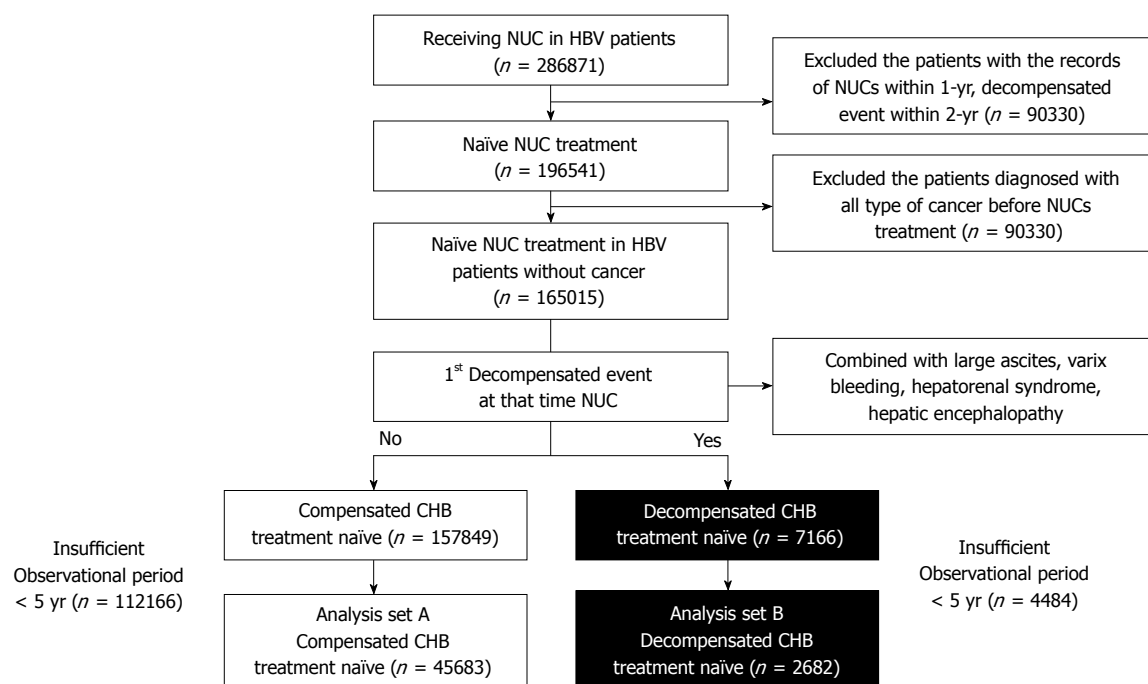 Receiving NUC in HBV patients
(n = 286871)
Excluded the patients with the records
of NUCs within 1-yr, decompensated
event within 2-yr (n = 90330)
Naïve NUC treatment
(n = 196541)
Excluded the patients diagnosed with
all type of cancer before NUCs
treatment (n = 90330)
Naïve NUC treatment in HBV
patients without cancer
(n = 165015)
1st Decompensated event
at that time NUC
Combined with large ascites, varix
bleeding, hepatorenal syndrome,
hepatic encephalopathy
No
Yes
Compensated CHB
treatment naïve (n = 157849)
Decompensated CHB
treatment naïve (n = 7166)
Insufficient
Observational period
< 5 yr (n = 112166)
Insufficient
Observational period
< 5 yr (n = 4484)
Analysis set A
Compensated CHB
treatment naïve (n = 45683)
Analysis set B
Decompensated CHB
treatment naïve (n = 2682)